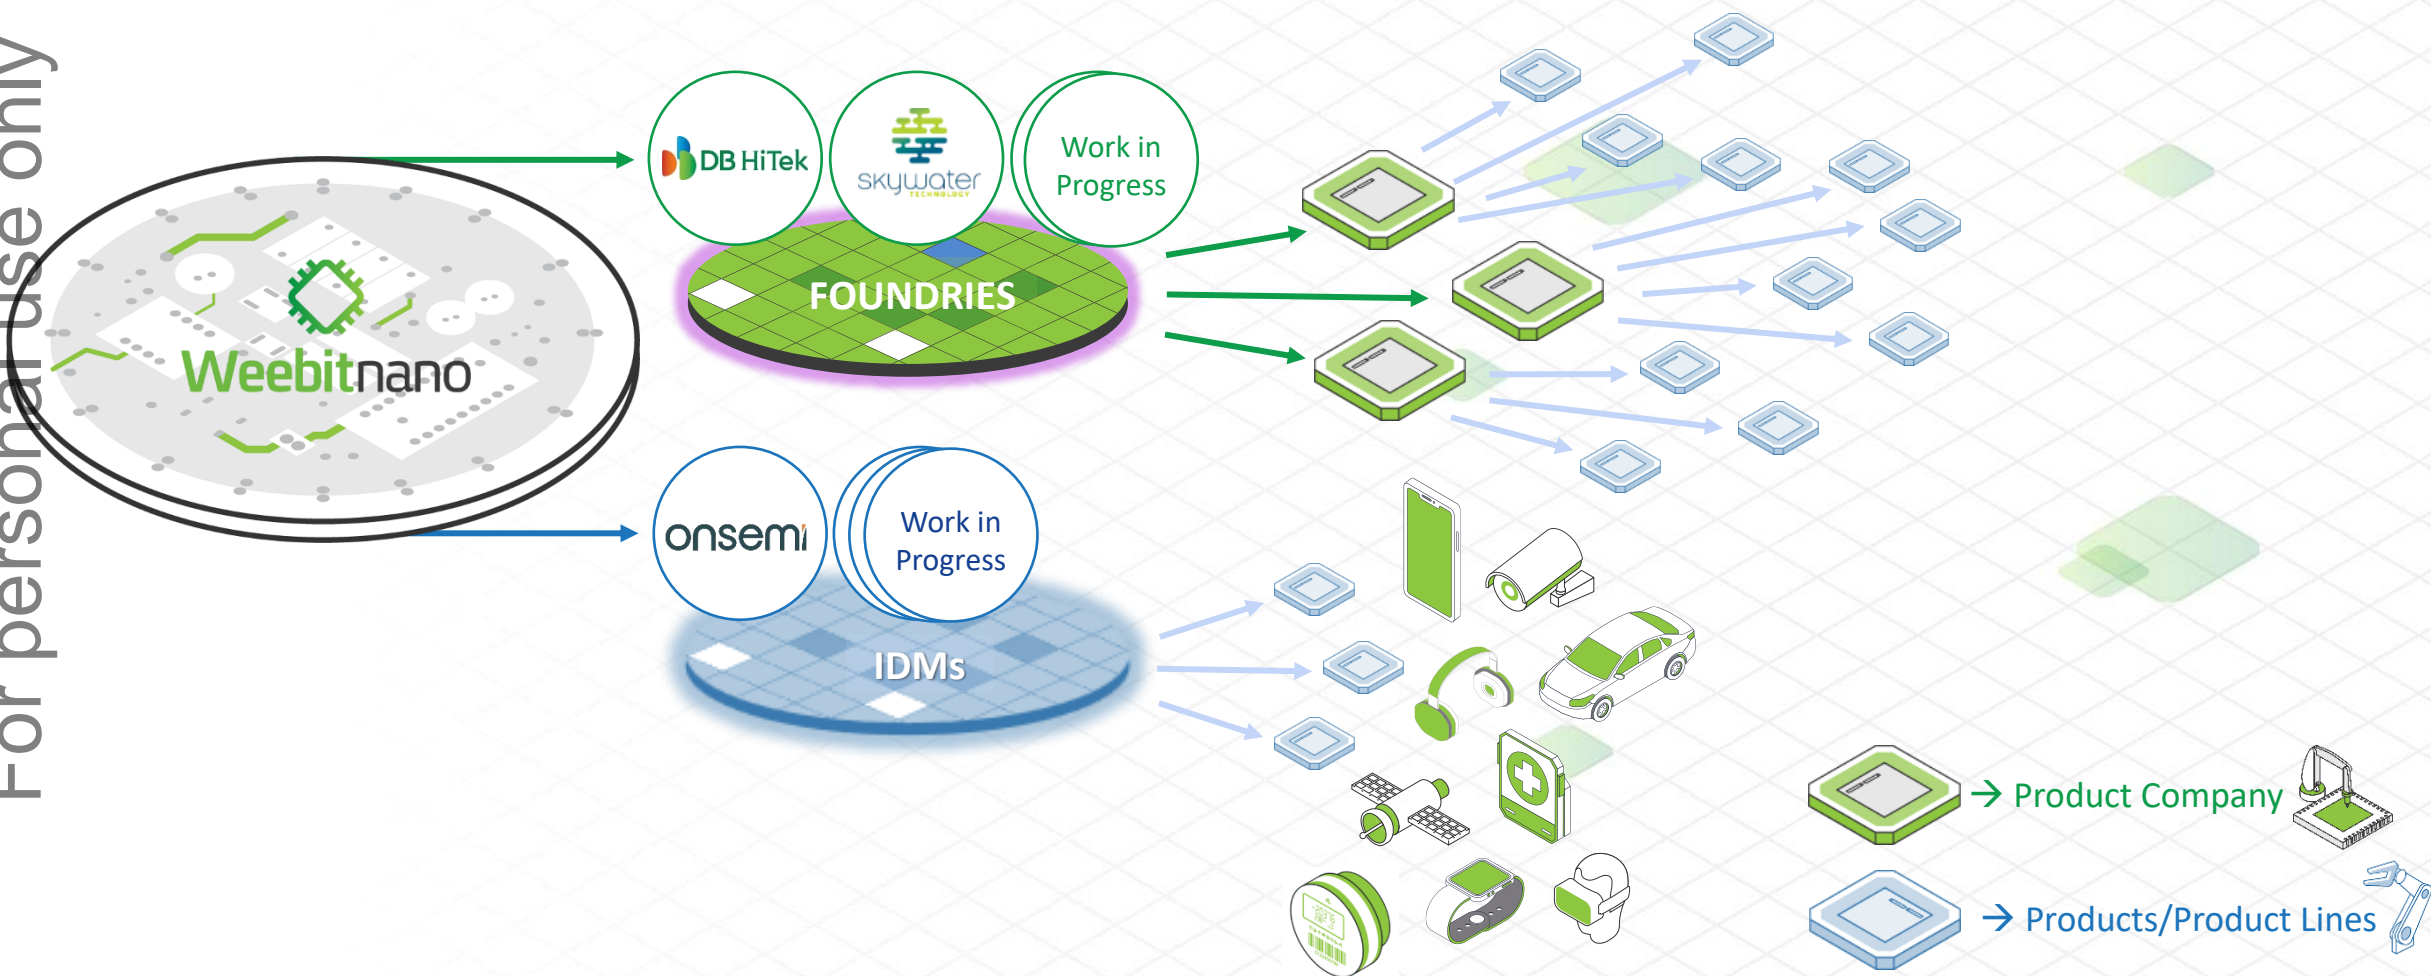 For personal use only
Weebitnano
DB HiTek
skywater
TECHNOLOGY
Work in
Progress
FOUNDRIES
onsemi
Work in
Progress
IDMs
→ Product Company
→ Products/Product Lines